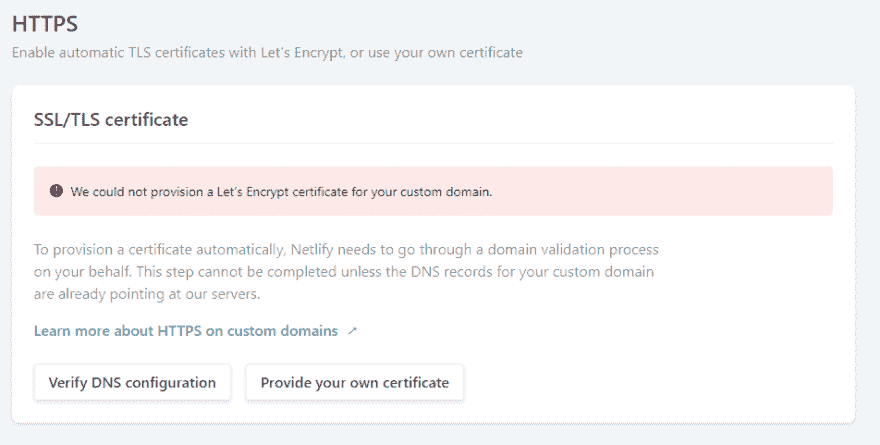 HTTPS
Enable automatic TLS certificates with Let's Encrypt, or use your own certificate
SSL/TLS certificate
We could not provision a Let's Encrypt certificate for your custom domain.
To provision a certificate automatically, Netlify needs to go through a domain validation process
on your behalf. This step cannot be completed unless the DNS records for your custom domain
are already pointing at our servers.
Learn more about HTTPS on custom domains
Verify DNS configuration
Provide your own certificate